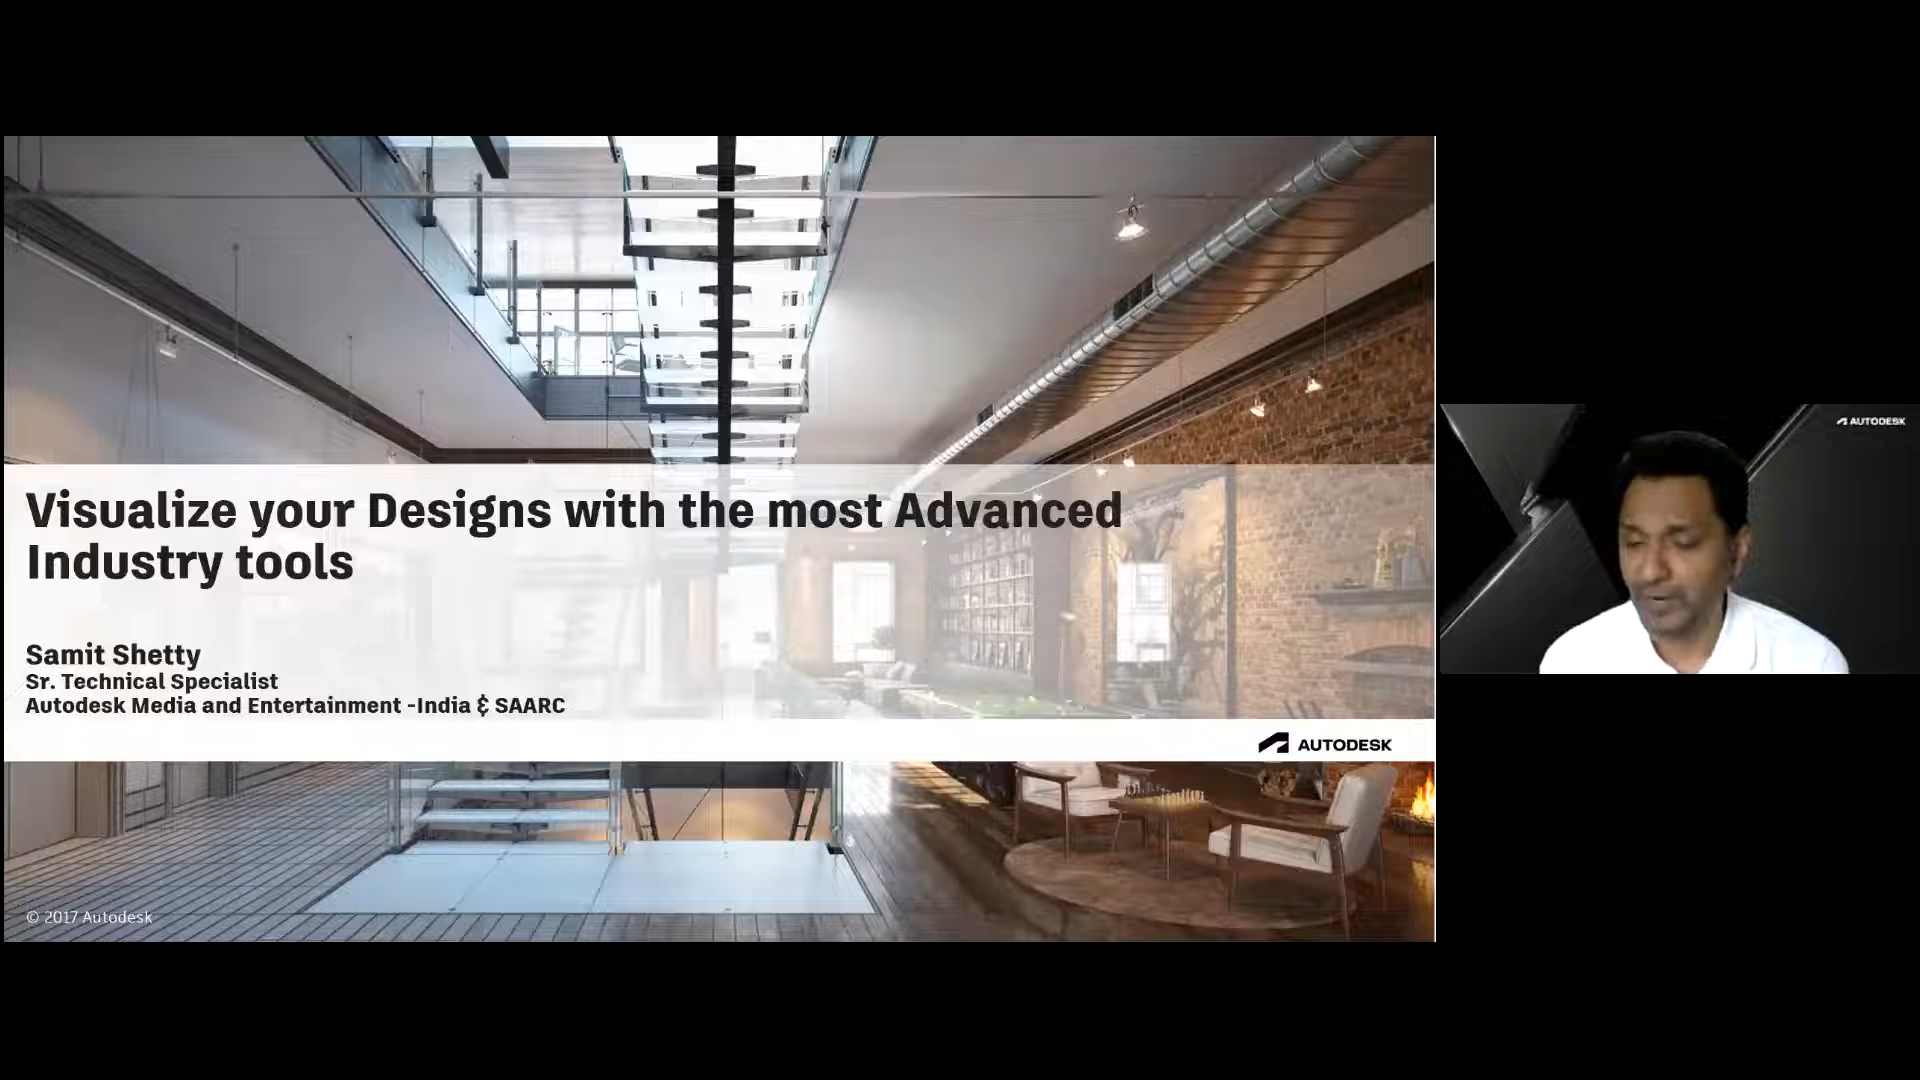 Visualize your Designs with the most Advanced
Industry tools
Samit Shetty
Sr. Technical Specialist
Autodesk Media and Entertainment -India & SAARC
AUTODESK
© 2017 Autodesk
AUTODESK